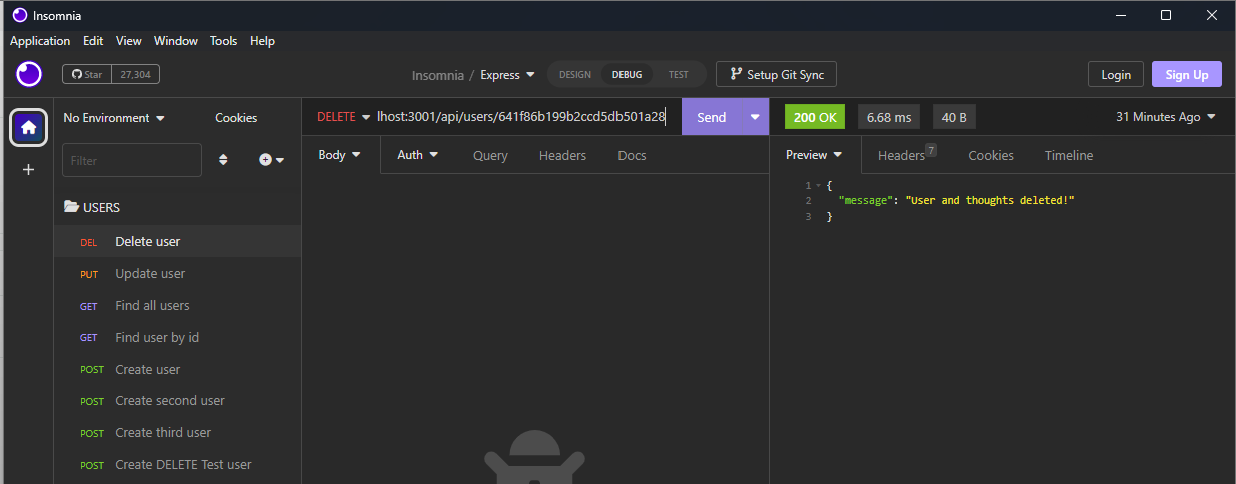 Insomnia
Application Edit View Window Tools Help
Star 27,304 Insomnia / Express DESIGN DEBUG TEST Setup Git Sync Login Sign Up
No Environment Cookies DELETE lhost:3001/api/users/641f86b199b2ccd5db501a28 Send 200 OK 6.68 ms 40 B 31 Minutes Ago
Filter Body Auth Query Headers Docs Preview Headers 7 Cookies Timeline
1 {
2 "message": "User and thoughts deleted!"
3 }
USERS
DEL Delete user
PUT Update user
GET Find all users
GET Find user by id
POST Create user
POST Create second user
POST Create third user
POST Create DELETE Test user